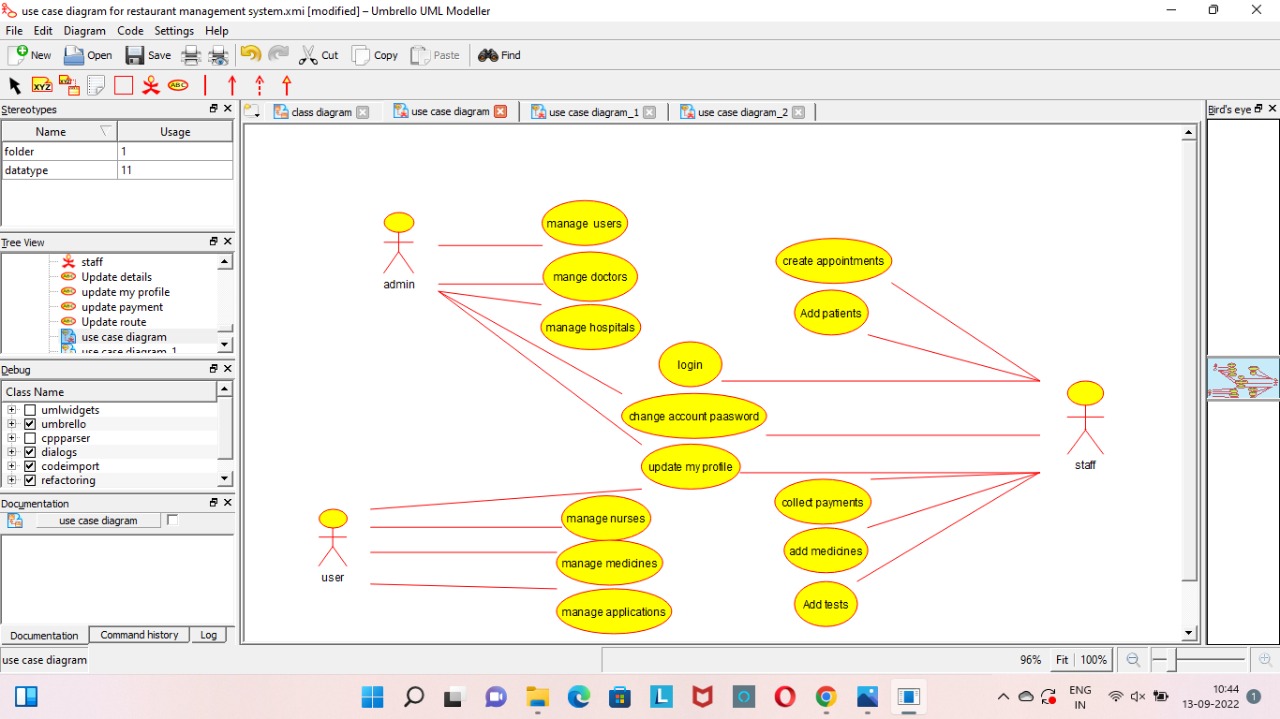 use case diagram for restaurant management system.xmi [modified] – Umbrello UML Modeller
File Edit Diagram Code Settings Help
New Open Save Cut Copy Paste Find
XYZ ABC
Stereotypes
Name Usage
folder 1
datatype 11
Tree View
staff
Update details
update my profile
update payment
Update route
use case diagram
use case diagram_1
Debug
Class Name
umlwidgets
umbrello
cppparser
dialogs
codeimport
refactoring
Documentation
use case diagram
Documentation Command history Log
use case diagram
class diagram use case diagram use case diagram_1 use case diagram_2
Bird's eye
admin
manage users
mange doctors
manage hospitals
create appointments
Add patients
login
change account paasword
update my profile
staff
user
manage nurses
manage medicines
manage applications
collect payments
add medicines
Add tests
96% Fit 100%
ENG
IN
10:44
13-09-2022
1